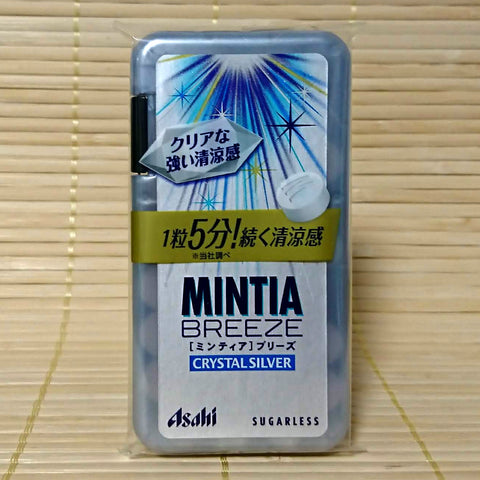 クリアな
強い清涼感
1粒5分!続く清涼感
※当社調べ
MINTIA
BREEZE
[ミンティア]ブリーズ
CRYSTAL SILVER
Asahi SUGARLESS